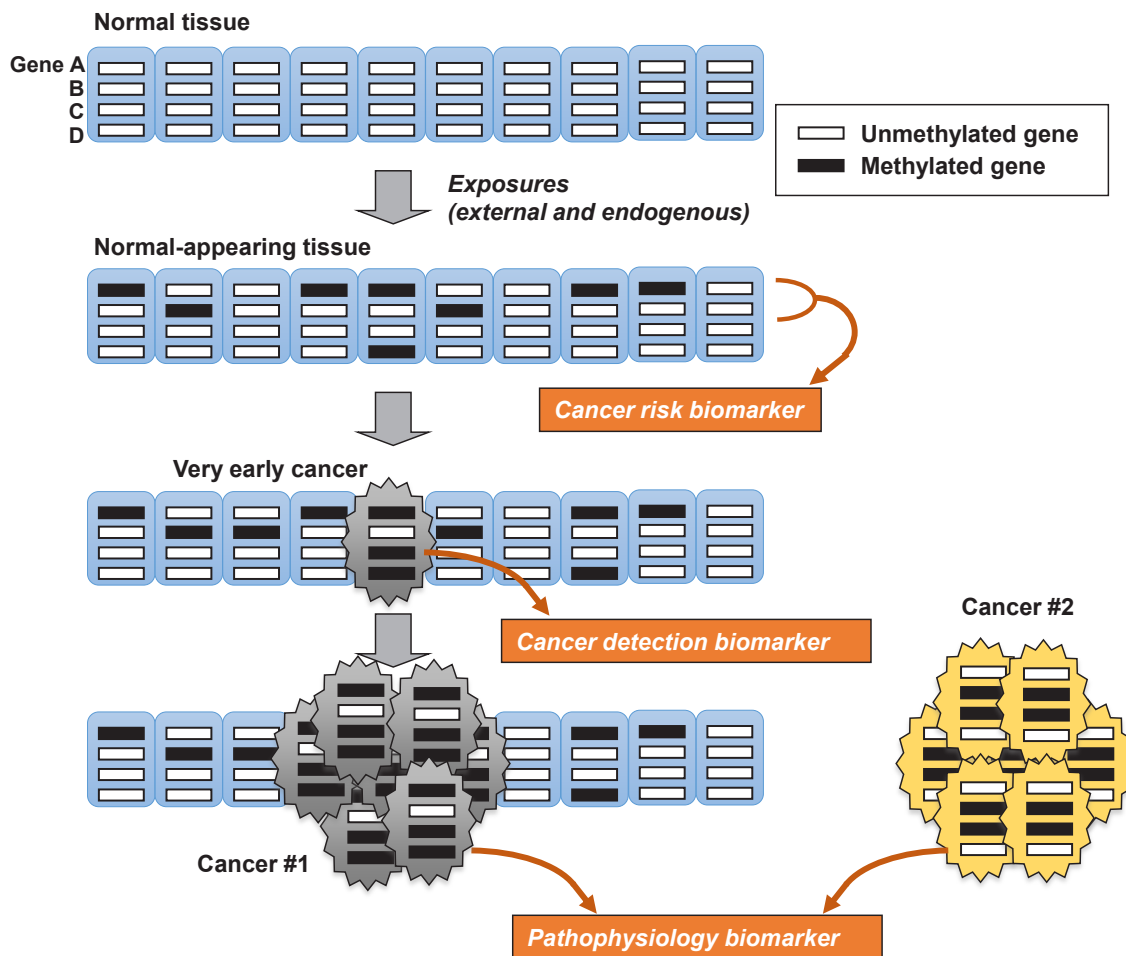 Normal tissue
Gene A
B
C
D
Unmethylated gene
Methylated gene
Exposures
(external and endogenous)
Normal-appearing tissue
Cancer risk biomarker
Very early cancer
Cancer #2
Cancer detection biomarker
Cancer #1
Pathophysiology biomarker